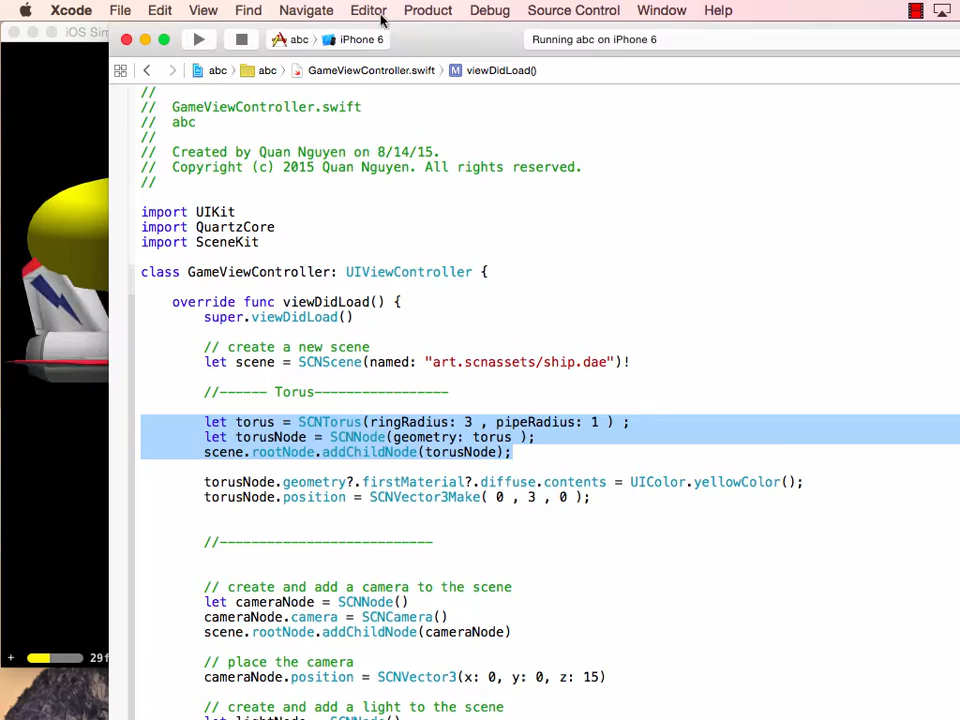 Xcode File Edit View Find Navigate Editor Product Debug Source Control Window Help
iOS Sim
abc iPhone 6 Running abc on iPhone 6
abc abc GameViewController.swift M viewDidLoad()
//
// GameViewController.swift
// abc
//
// Created by Quan Nguyen on 8/14/15.
// Copyright (c) 2015 Quan Nguyen. All rights reserved.
//
import UIKit
import QuartzCore
import SceneKit
class GameViewController: UIViewController {
override func viewDidLoad() {
super.viewDidLoad()
// create a new scene
let scene = SCNScene(named: "art.scnassets/ship.dae")!
//------ Torus-----------------
let torus = SCNTorus(ringRadius: 3 , pipeRadius: 1 ) ;
let torusNode = SCNNode(geometry: torus );
scene.rootNode.addChildNode(torusNode);
torusNode.geometry?.firstMaterial?.diffuse.contents = UIColor.yellowColor();
torusNode.position = SCNVector3Make( 0 , 3 , 0 );
//---------------------------
// create and add a camera to the scene
let cameraNode = SCNNode()
cameraNode.camera = SCNCamera()
scene.rootNode.addChildNode(cameraNode)
// place the camera
cameraNode.position = SCNVector3(x: 0, y: 0, z: 15)
+ 29f
// create and add a light to the scene
let lightNode = SCNNode()